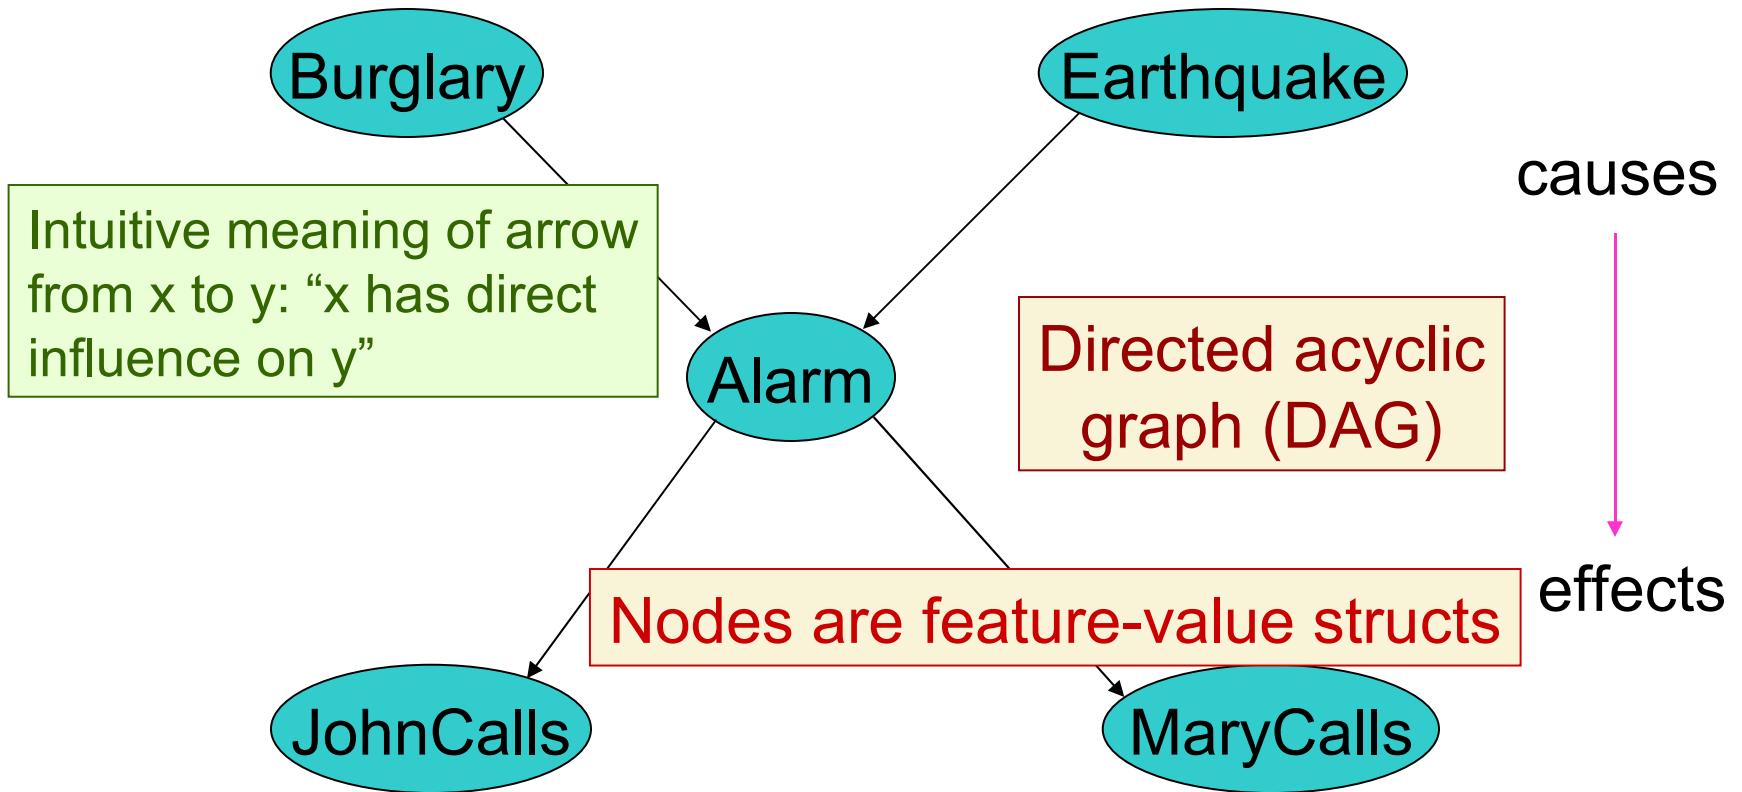 Burglary
Earthquake
causes
Intuitive meaning of arrow
from x to y: “x has direct
influence on y”
Alarm
Directed acyclic
graph (DAG)
effects
Nodes are feature-value structs
JohnCalls
MaryCalls